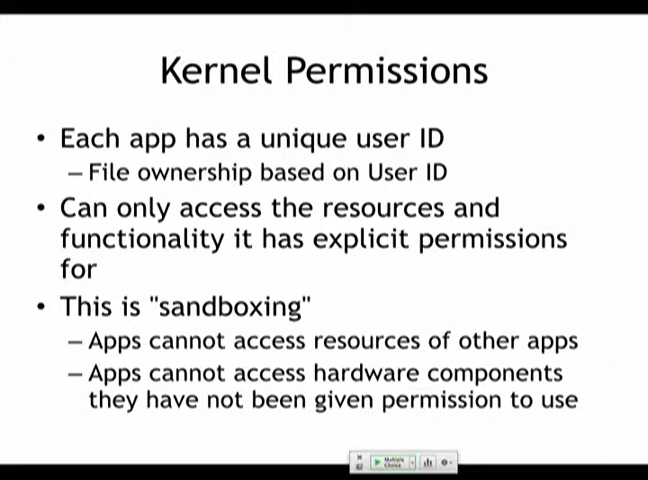 Kernel Permissions
• Each app has a unique user ID
– File ownership based on User ID
• Can only access the resources and
functionality it has explicit permissions
for
• This is "sandboxing"
– Apps cannot access resources of other apps
– Apps cannot access hardware components
they have not been given permission to use
Multiple
Choice